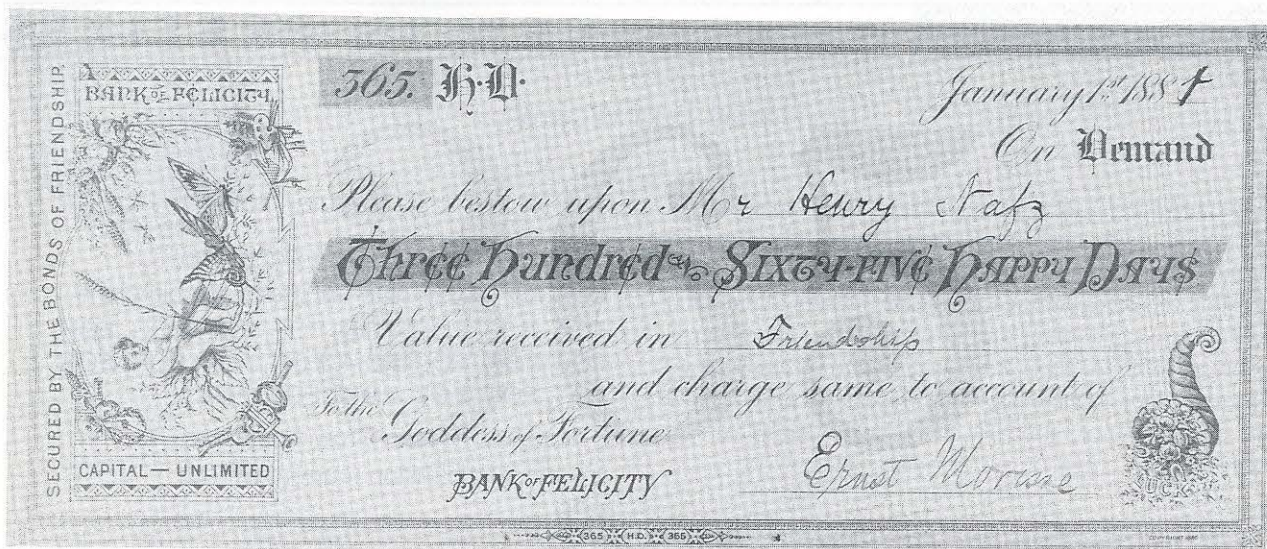 SECURED BY THE BONDS OF FRIENDSHIP.
BANK OF FELICITY
CAPITAL — UNLIMITED
365. H.D.
January 1st 1884
On Demand
Please bestow upon Mr Henry Nafz
Three Hundred and Sixty-Five Happy Days
Value received in Friendship
and charge same to account of
To the Goddess of Fortune
BANK OF FELICITY
Ernst Morisse
LUCK
365 H.D. 365